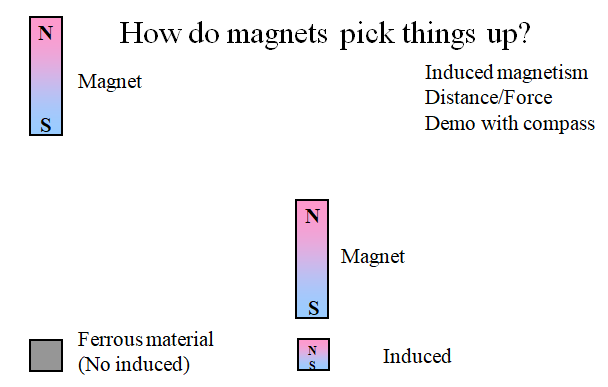 How do magnets pick things up?
N
Magnet
S
Induced magnetism
Distance/Force
Demo with compass
N
Magnet
S
Ferrous material
(No induced)
N
S
Induced